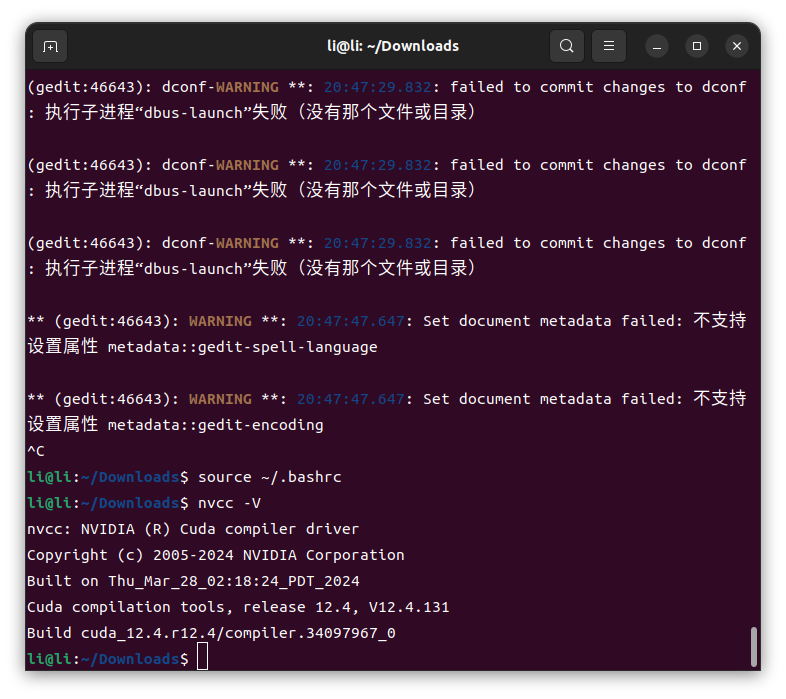 li@li: ~/Downloads
(gedit:46643): dconf-WARNING **: 20:47:29.832: failed to commit changes to dconf
: 执行子进程“dbus-launch”失败（没有那个文件或目录）
(gedit:46643): dconf-WARNING **: 20:47:29.832: failed to commit changes to dconf
: 执行子进程“dbus-launch”失败（没有那个文件或目录）
(gedit:46643): dconf-WARNING **: 20:47:29.832: failed to commit changes to dconf
: 执行子进程“dbus-launch”失败（没有那个文件或目录）
** (gedit:46643): WARNING **: 20:47:47.647: Set document metadata failed: 不支持
设置属性 metadata::gedit-spell-language
** (gedit:46643): WARNING **: 20:47:47.647: Set document metadata failed: 不支持
设置属性 metadata::gedit-encoding
^C
li@li:~/Downloads$ source ~/.bashrc
li@li:~/Downloads$ nvcc -V
nvcc: NVIDIA (R) Cuda compiler driver
Copyright (c) 2005-2024 NVIDIA Corporation
Built on Thu_Mar_28_02:18:24_PDT_2024
Cuda compilation tools, release 12.4, V12.4.131
Build cuda_12.4.r12.4/compiler.34097967_0
li@li:~/Downloads$